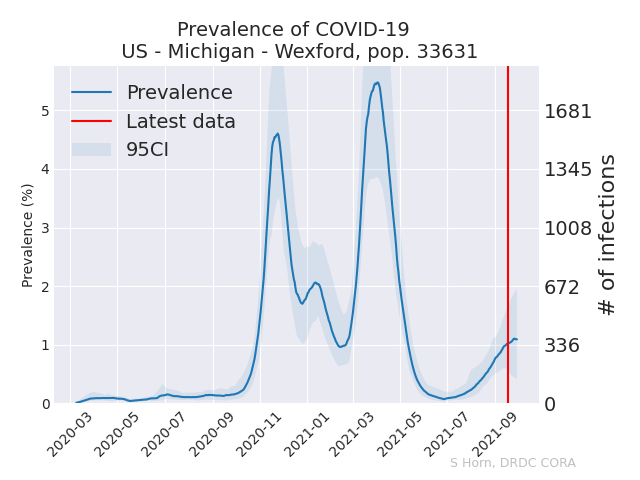 Prevalence of COVID-19
US - Michigan - Wexford, pop. 33631
Prevalence
Latest data
95CI
Prevalence (%)
5
4
3
2
1
0
1681
1345
1008
672
336
0
# of infections
2020-03
2020-05
2020-07
2020-09
2020-11
2021-01
2021-03
2021-05
2021-07
2021-09
S Horn, DRDC CORA